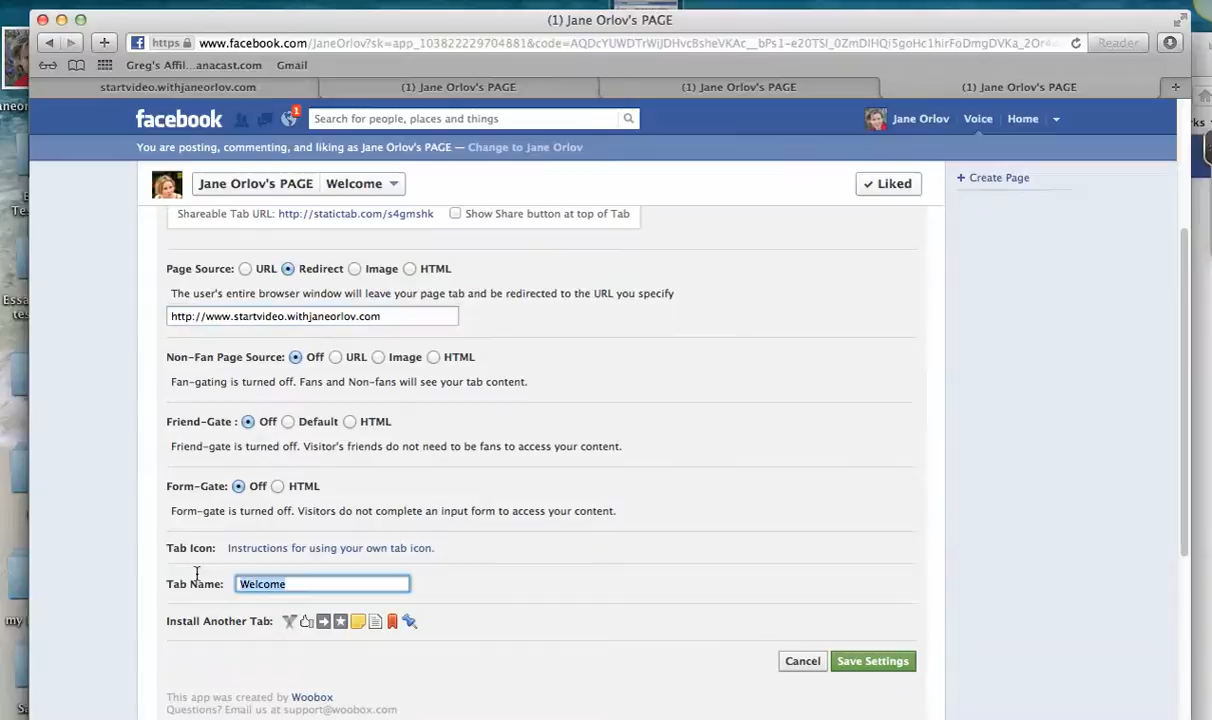 (1) Jane Orlov's PAGE
https www.facebook.com/JaneOrlov?sk=app_103822229704881&code= Reader
Greg's Affil...anacast.com Gmail
startvideo.withjaneorlov.com (1) Jane Orlov's PAGE (1) Jane Orlov's PAGE (1) Jane Orlov's PAGE
facebook 1 Search for people, places and things Jane Orlov Voice Home
You are posting, commenting, and liking as Jane Orlov's PAGE — Change to Jane Orlov
Jane Orlov's PAGE Welcome ✓ Liked
+ Create Page
Shareable Tab URL: http://statictab.com/s4gmshk Show Share button at top of Tab
Page Source: URL Redirect Image HTML
The user's entire browser window will leave your page tab and be redirected to the URL you specify
http://www.startvideo.withjaneorlov.com
Non-Fan Page Source: Off URL Image HTML
Fan-gating is turned off. Fans and Non-fans will see your tab content.
Friend-Gate : Off Default HTML
Friend-gate is turned off. Visitor's friends do not need to be fans to access your content.
Form-Gate: Off HTML
Form-gate is turned off. Visitors do not complete an input form to access your content.
Tab Icon: Instructions for using your own tab icon.
Tab Name: Welcome
Install Another Tab:
Cancel Save Settings
This app was created by Woobox
Questions? Email us at support@woobox.com